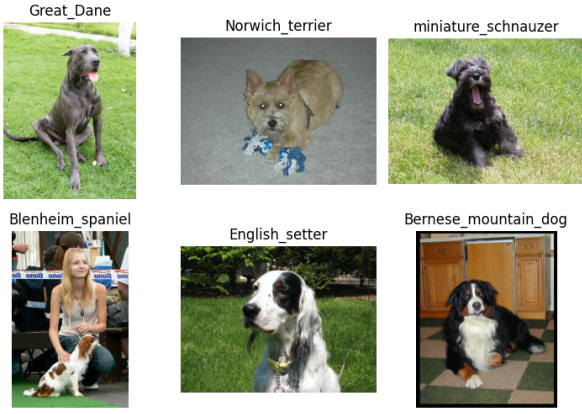 Great_Dane
Norwich_terrier
miniature_schnauzer
Blenheim_spaniel
English_setter
Bernese_mountain_dog